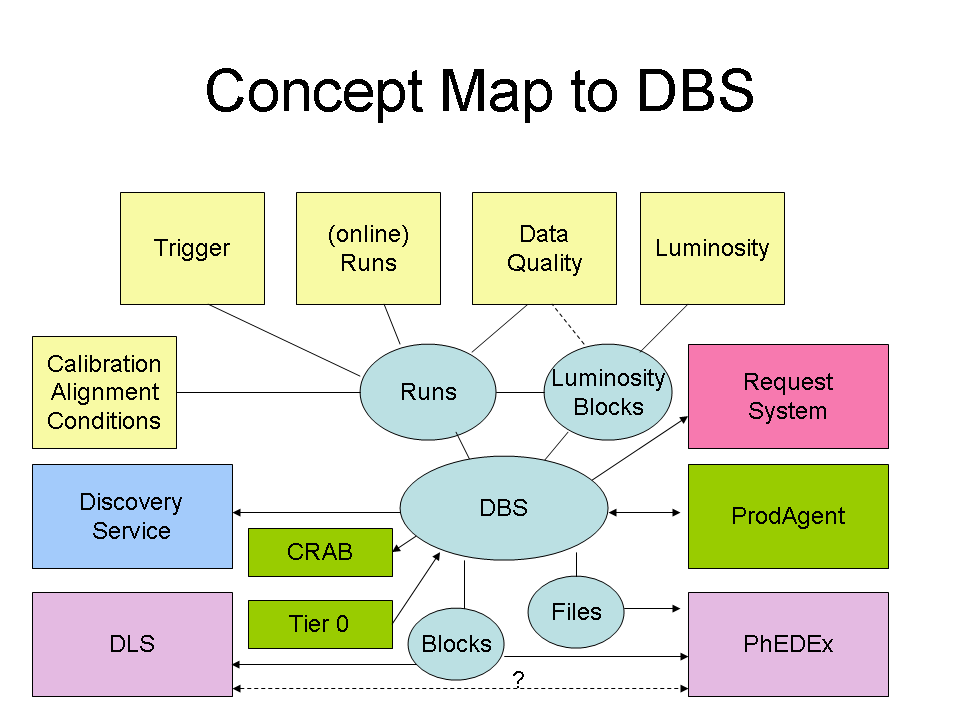 Concept Map to DBS
Trigger
(online)
Runs
Data
Quality
Luminosity
Calibration
Alignment
Conditions
Runs
Luminosity
Blocks
Request
System
Discovery
Service
DBS
ProdAgent
CRAB
Tier 0
Files
DLS
Blocks
PhEDEx
?